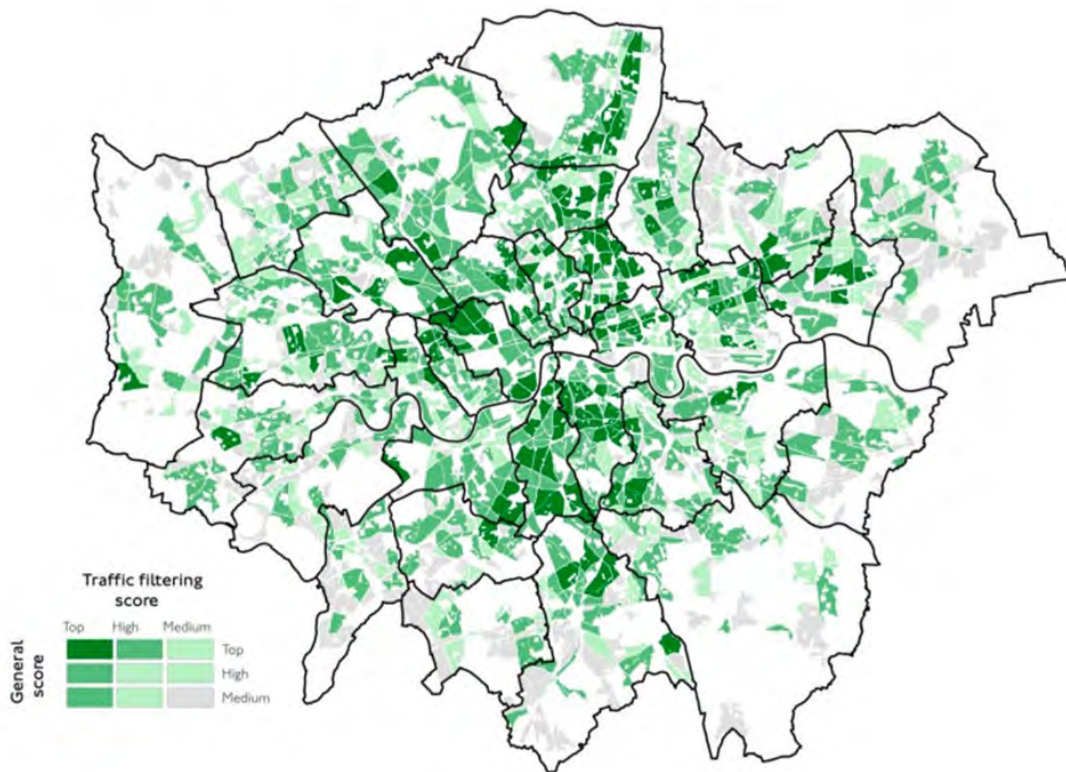 Traffic filtering
score
Top High Medium
Top
High
Medium
General
score